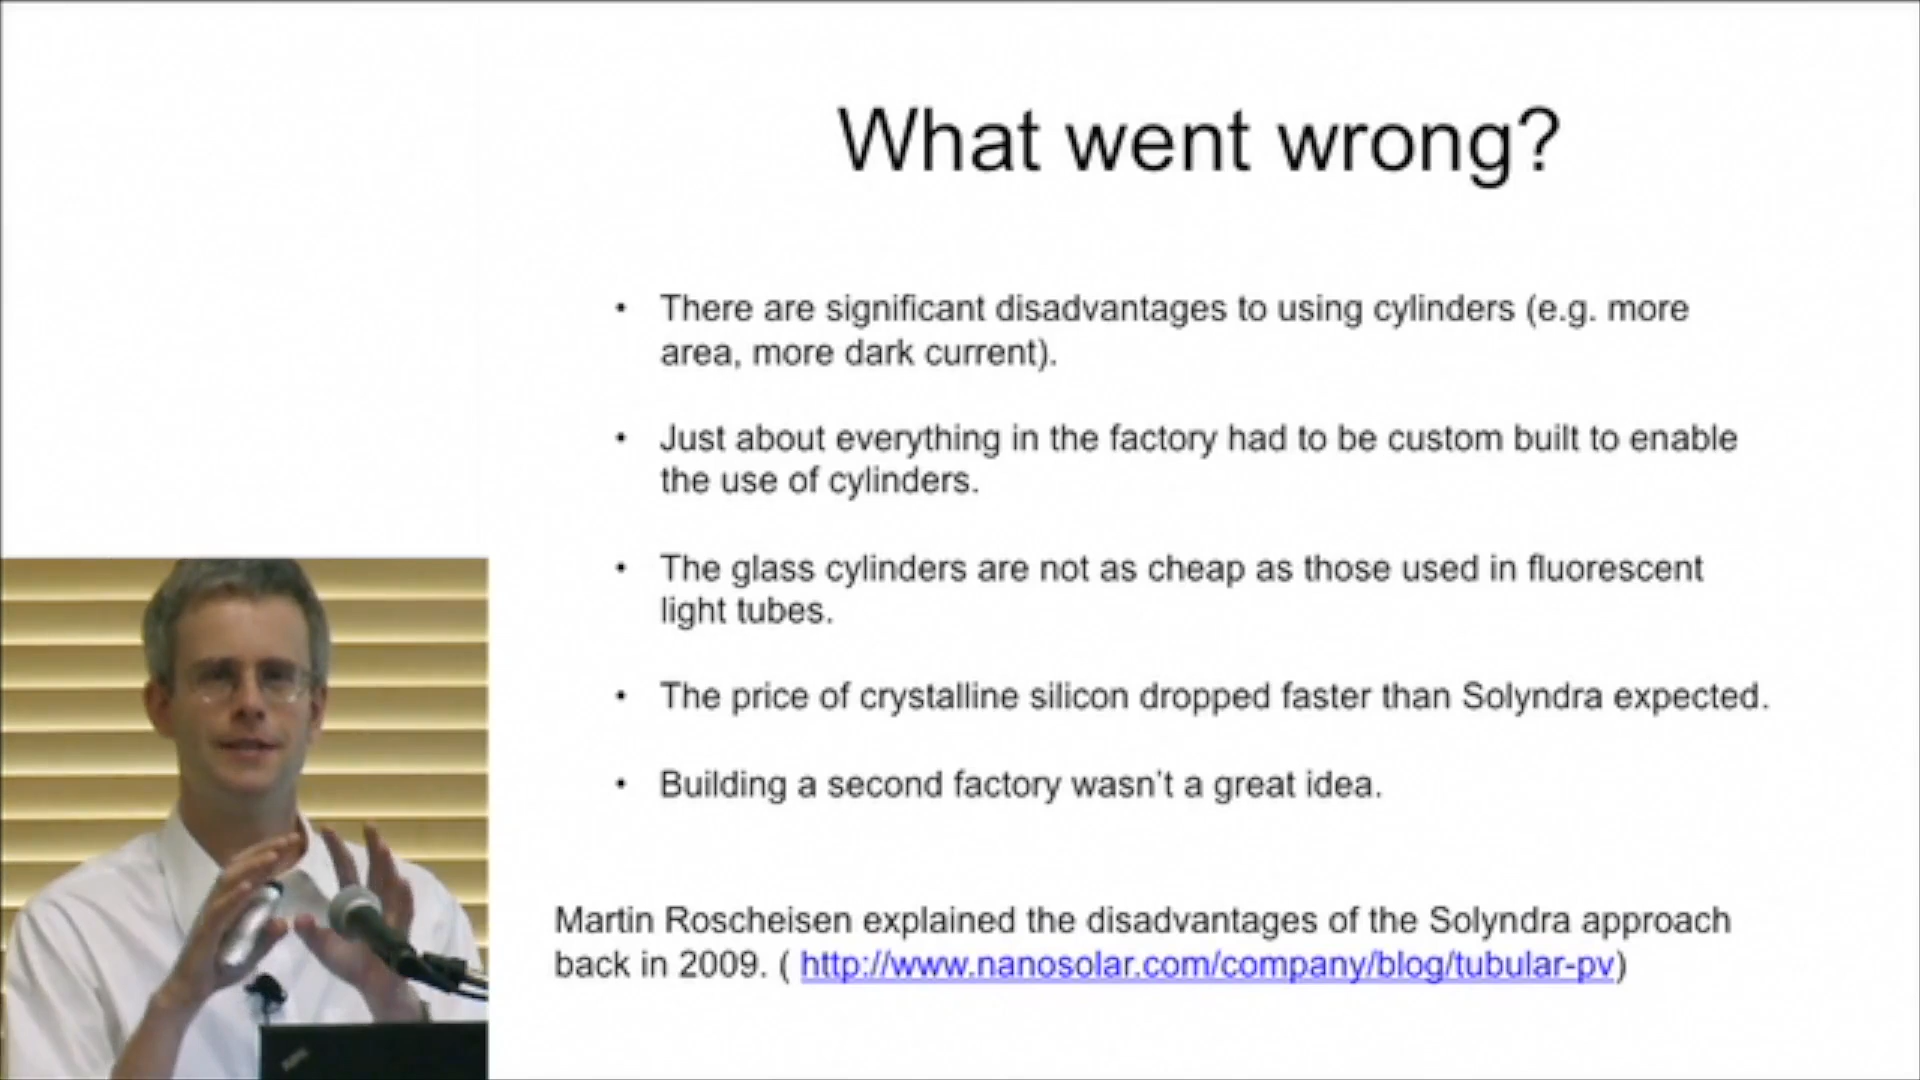 What went wrong?
• There are significant disadvantages to using cylinders (e.g. more
area, more dark current).
• Just about everything in the factory had to be custom built to enable
the use of cylinders.
• The glass cylinders are not as cheap as those used in fluorescent
light tubes.
• The price of crystalline silicon dropped faster than Solyndra expected.
• Building a second factory wasn't a great idea.
Martin Roscheisen explained the disadvantages of the Solyndra approach
back in 2009. ( http://www.nanosolar.com/company/blog/tubular-pv)